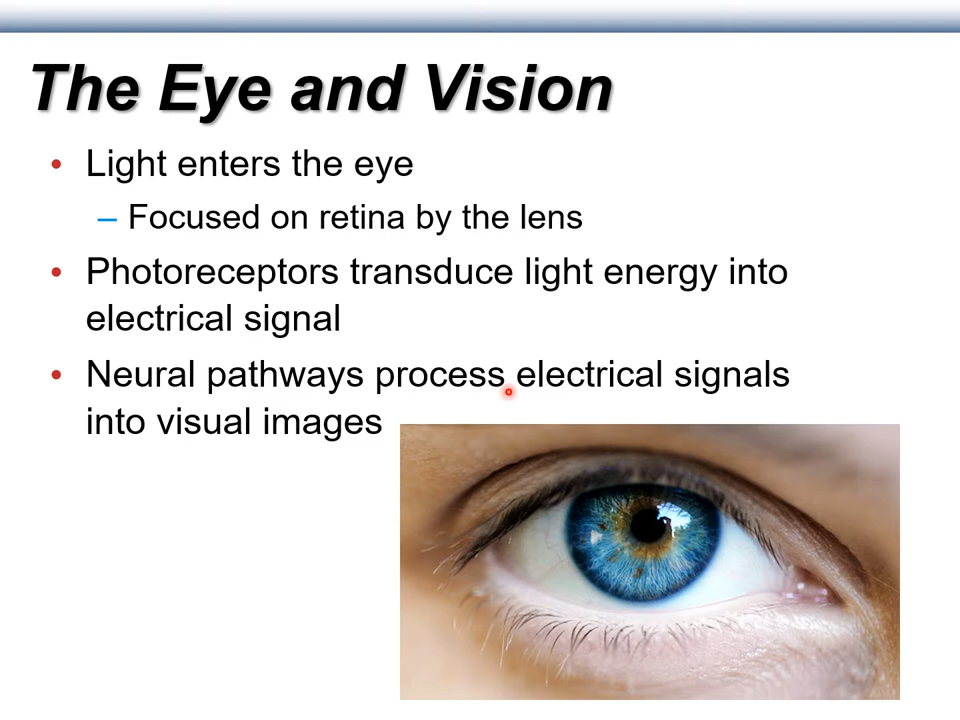 The Eye and Vision
• Light enters the eye
– Focused on retina by the lens
• Photoreceptors transduce light energy into
electrical signal
• Neural pathways process electrical signals
into visual images